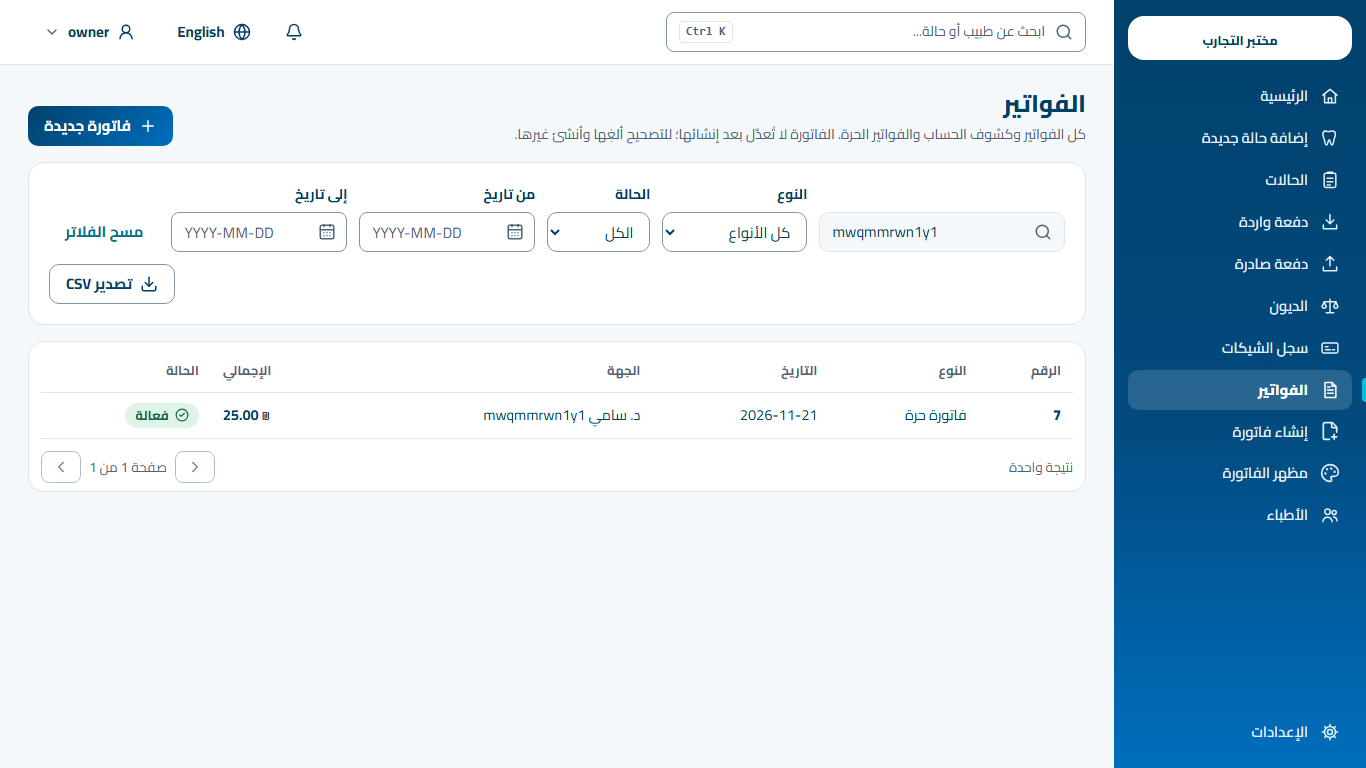 مختبر التجارب
الرئيسية
إضافة حالة جديدة
الحالات
دفعة واردة
دفعة صادرة
الديون
سجل الشيكات
الفواتير
إنشاء فاتورة
مظهر الفاتورة
الأطباء
الإعدادات
ابحث عن طبيب أو حالة...
Ctrl K
English
owner
الفواتير
كل الفواتير وكشوف الحساب والفواتير الحرة. الفاتورة لا تُعدَّل بعد إنشائها؛ للتصحيح ألغِها وأنشئ غيرها.
فاتورة جديدة
النوع
الحالة
من تاريخ
إلى تاريخ
mwqmmrwn1y1
كل الأنواع
الكل
YYYY-MM-DD
YYYY-MM-DD
مسح الفلاتر
تصدير CSV
الرقم النوع التاريخ الجهة الإجمالي الحالة
7 فاتورة حرة 2026-11-21 د. سامي mwqmmrwn1y1 ₪ 25.00 فعالة
نتيجة واحدة
صفحة 1 من 1